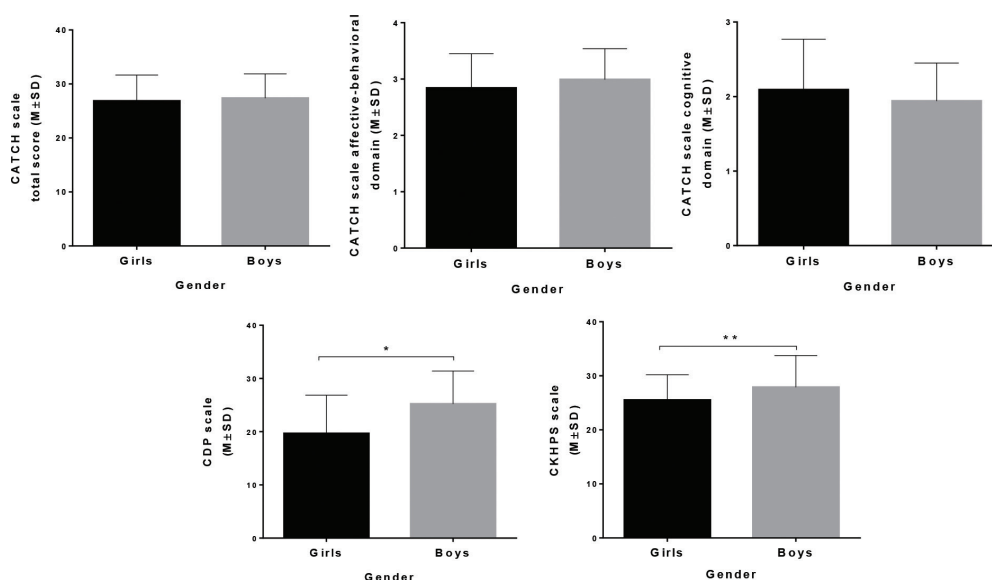 CATCH scale
total score (M±SD)
40
30
20
10
0
Girls
Boys
Gender
CATCH scale affective-behavioral
domain (M±SD)
4
3
2
1
0
Girls
Boys
Gender
CATCH scale cognitive
domain (M±SD)
3
2
1
0
Girls
Boys
Gender
CDP scale
(M±SD)
40
30
20
10
0
*
Girls
Boys
Gender
CKHPS scale
(M±SD)
40
30
20
10
0
**
Girls
Boys
Gender